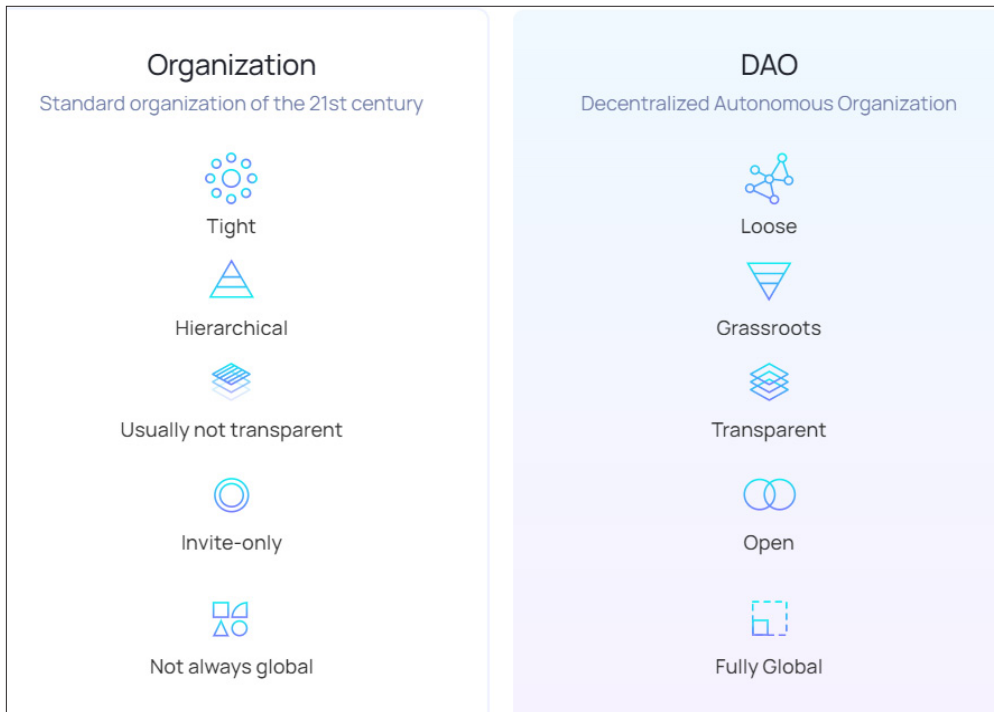 Organization
Standard organization of the 21st century
Tight
Hierarchical
Usually not transparent
Invite-only
Not always global
DAO
Decentralized Autonomous Organization
Loose
Grassroots
Transparent
Open
Fully Global